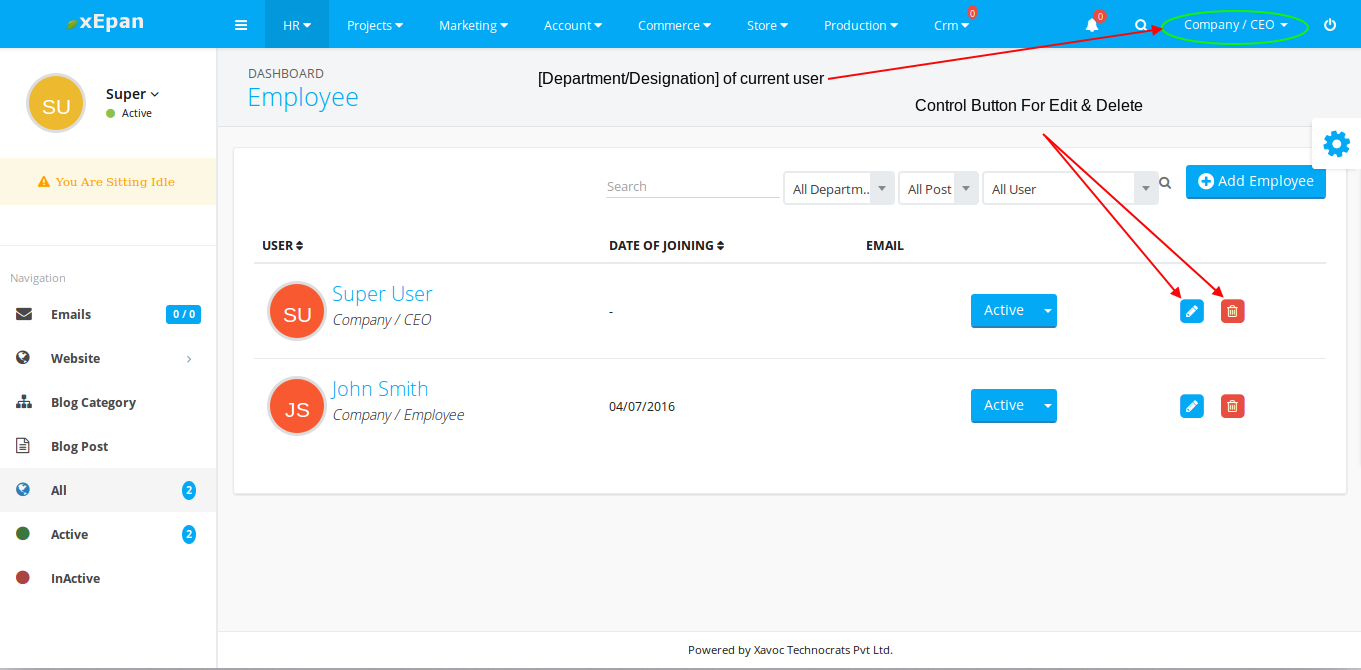 xEpan
HR Projects Marketing Account Commerce Store Production Crm 0 0 Company / CEO
SU
Super
Active
You Are Sitting Idle
Navigation
Emails 0 / 0
Website
Blog Category
Blog Post
All 2
Active 2
InActive
DASHBOARD
Employee
[Department/Designation] of current user
Control Button For Edit & Delete
Search All Departm.. All Post All User Add Employee
USER DATE OF JOINING EMAIL
SU Super User
Company / CEO
- Active
JS John Smith
Company / Employee
04/07/2016 Active
Powered by Xavoc Technocrats Pvt Ltd.